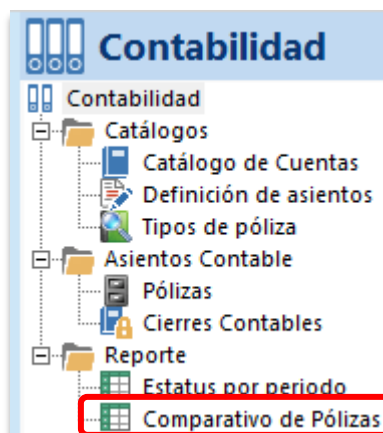 Contabilidad
Contabilidad
Catálogos
Catálogo de Cuentas
Definición de asientos
Tipos de póliza
Asientos Contable
Pólizas
Cierres Contables
Reporte
Estatus por periodo
Comparativo de Pólizas